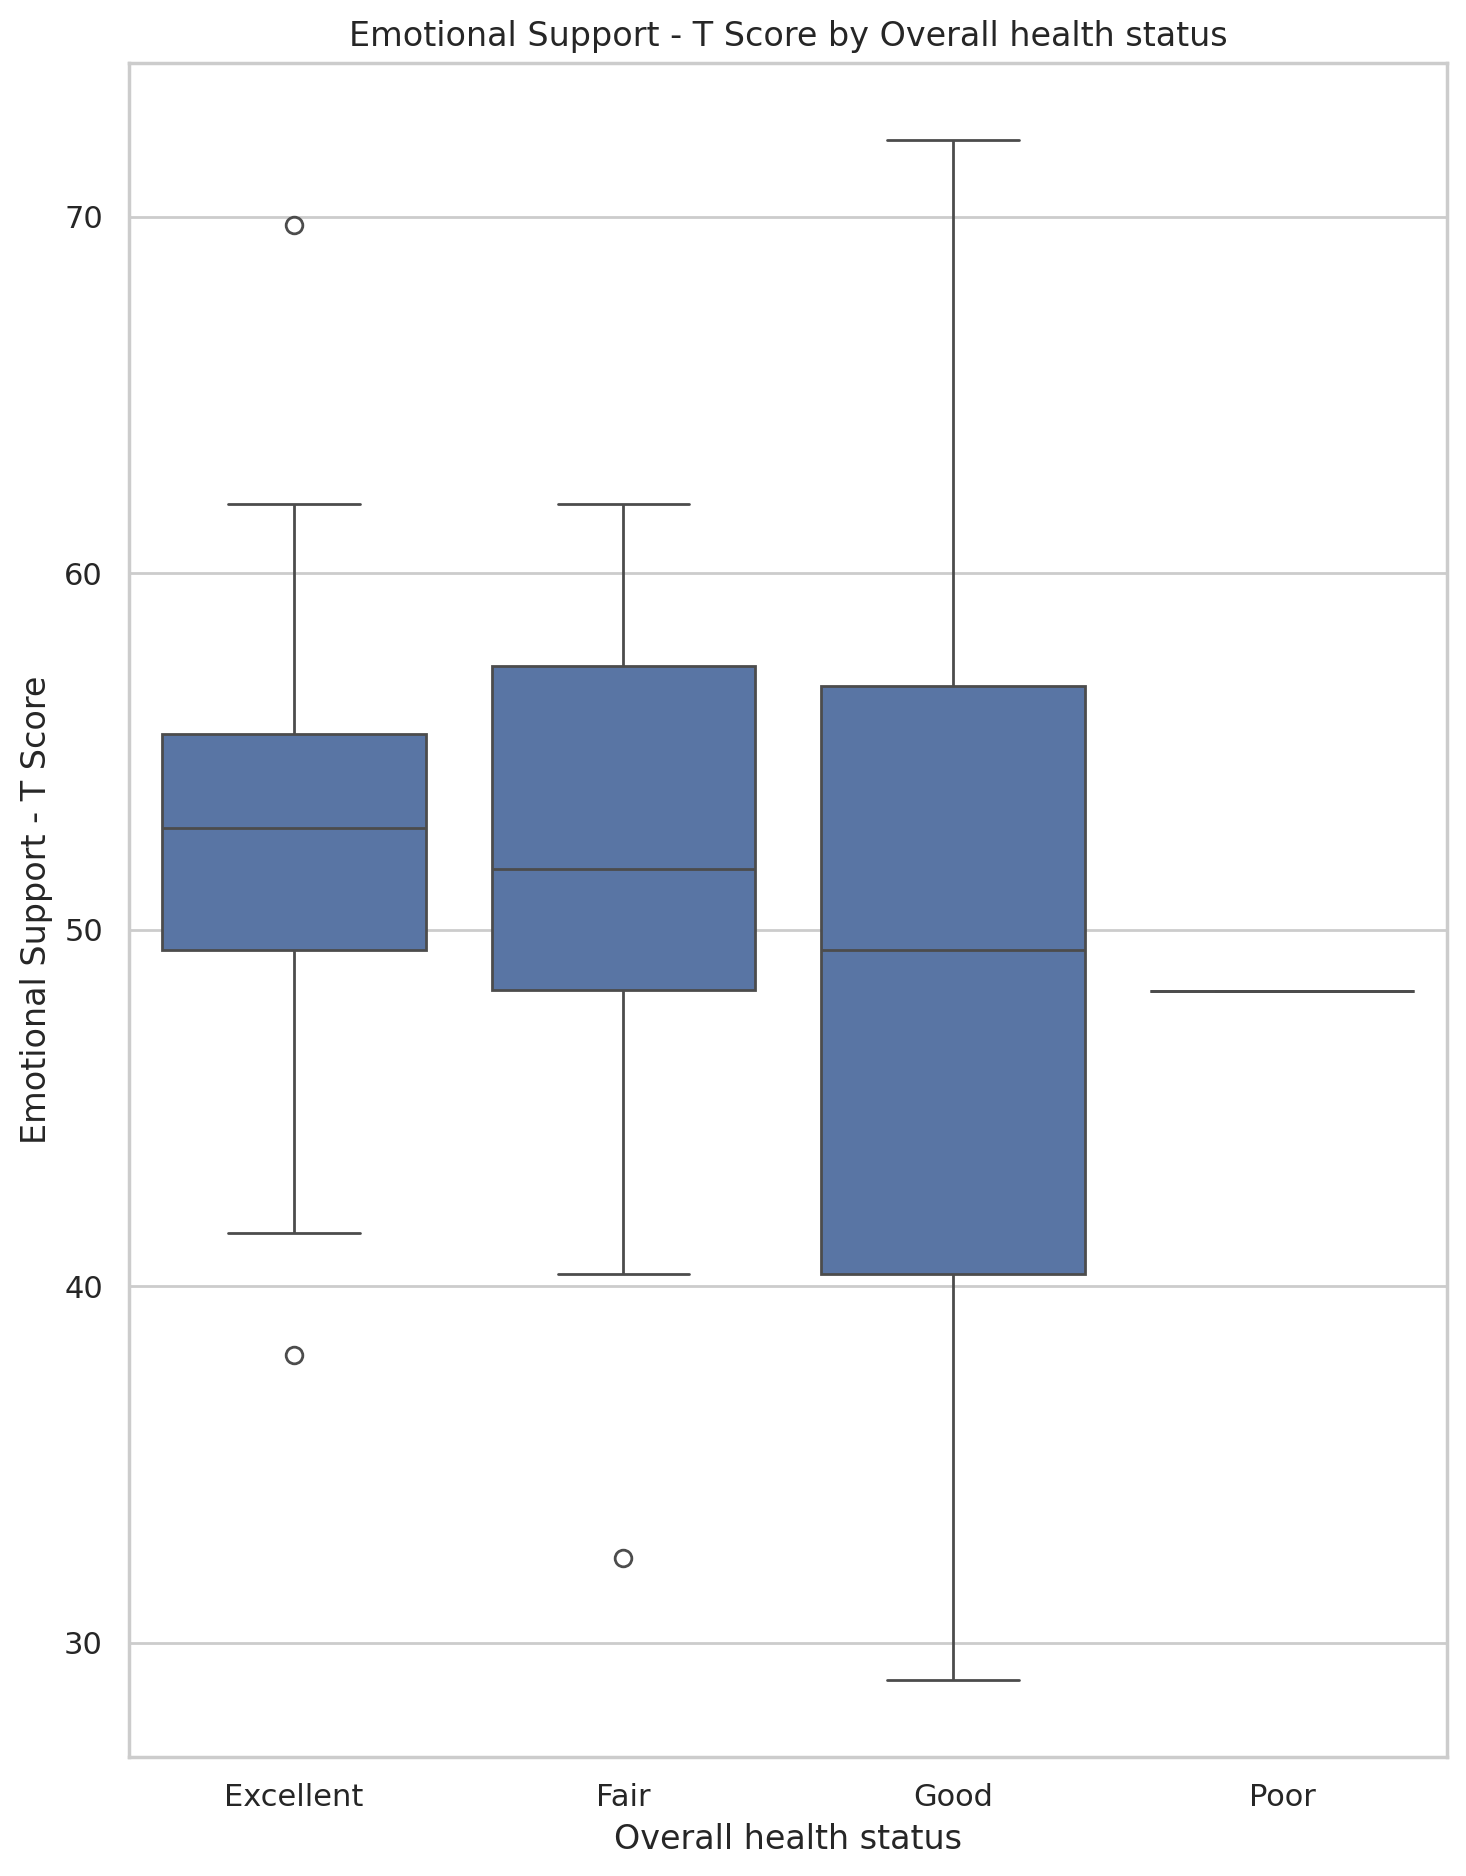 Emotional Support - T Score by Overall health status
Emotional Support - T Score
70
60
50
40
30
Excellent
Fair
Good
Poor
Overall health status